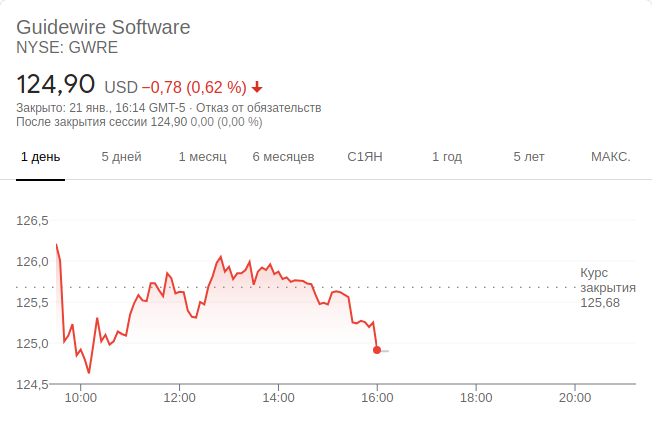 Guidewire Software
NYSE: GWRE
124,90 USD −0,78 (0,62 %)
Закрыто: 21 янв., 16:14 GMT-5 · Отказ от обязательств
После закрытия сессии 124,90 0,00 (0,00 %)
1 день 5 дней 1 месяц 6 месяцев С1ЯН 1 год 5 лет МАКС.
126,5
126,0
Курс
закрытия
125,68
125,5
125,0
124,5
10:00 12:00 14:00 16:00 18:00 20:00